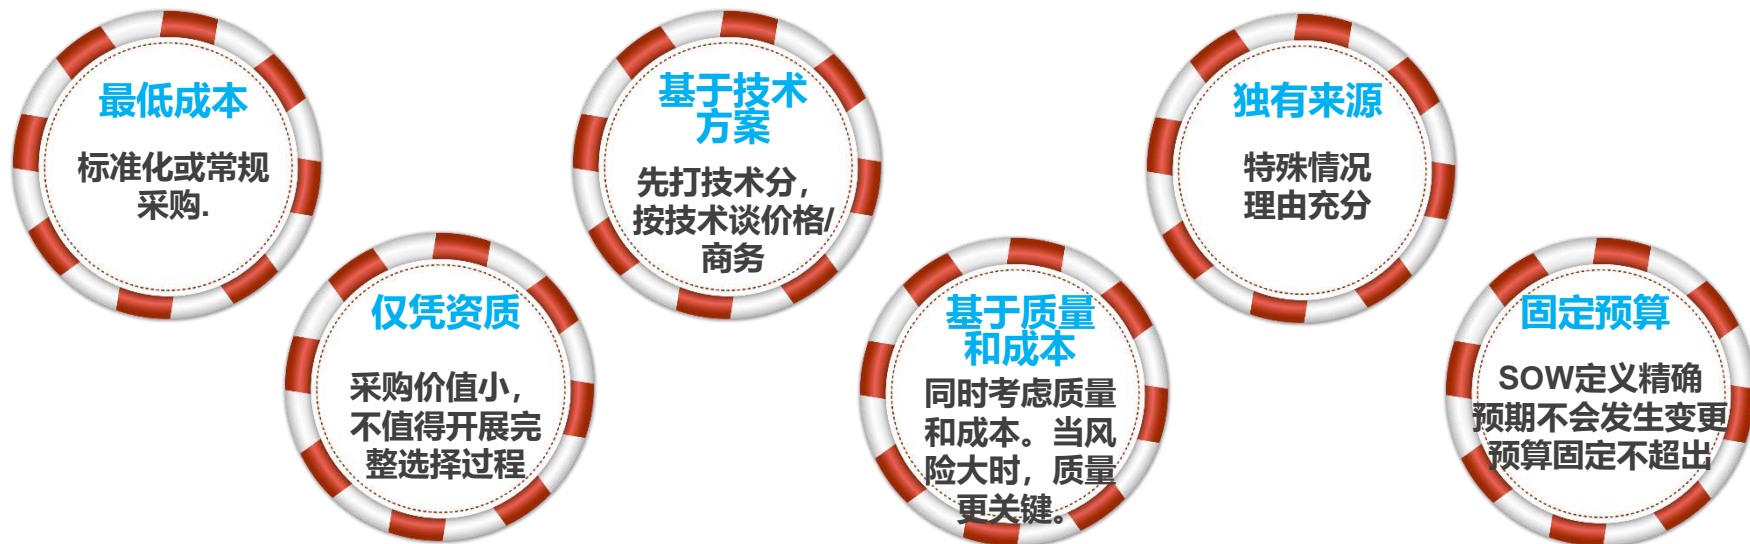 最低成本
标准化或常规
采购.
仅凭资质
采购价值小，
不值得开展完
整选择过程
基于技术
方案
先打技术分，
按技术谈价格/
商务
基于质量
和成本
同时考虑质量
和成本。当风
险大时，质量
更关键。
独有来源
特殊情况
理由充分
固定预算
SOW定义精确
预期不会发生变更
预算固定不超出